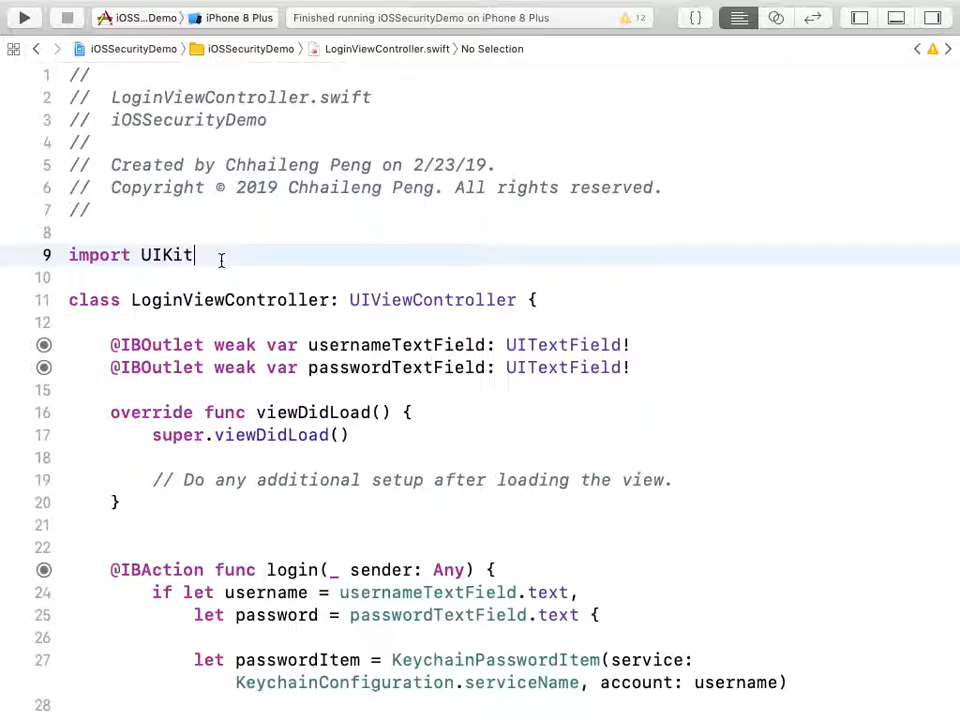 iOSS...Demo iPhone 8 Plus Finished running iOSSecurityDemo on iPhone 8 Plus 12 {}
iOSSecurityDemo iOSSecurityDemo LoginViewController.swift No Selection
1 //
2 //  LoginViewController.swift
3 //  iOSSecurityDemo
4 //
5 //  Created by Chhaileng Peng on 2/23/19.
6 //  Copyright © 2019 Chhaileng Peng. All rights reserved.
7 //
8
9 import UIKit
10
11 class LoginViewController: UIViewController {
12
@IBOutlet weak var usernameTextField: UITextField!
@IBOutlet weak var passwordTextField: UITextField!
15
16 override func viewDidLoad() {
17 super.viewDidLoad()
18
19 // Do any additional setup after loading the view.
20 }
21
22
@IBAction func login(_ sender: Any) {
24 if let username = usernameTextField.text,
25 let password = passwordTextField.text {
26
27 let passwordItem = KeychainPasswordItem(service:
KeychainConfiguration.serviceName, account: username)
28